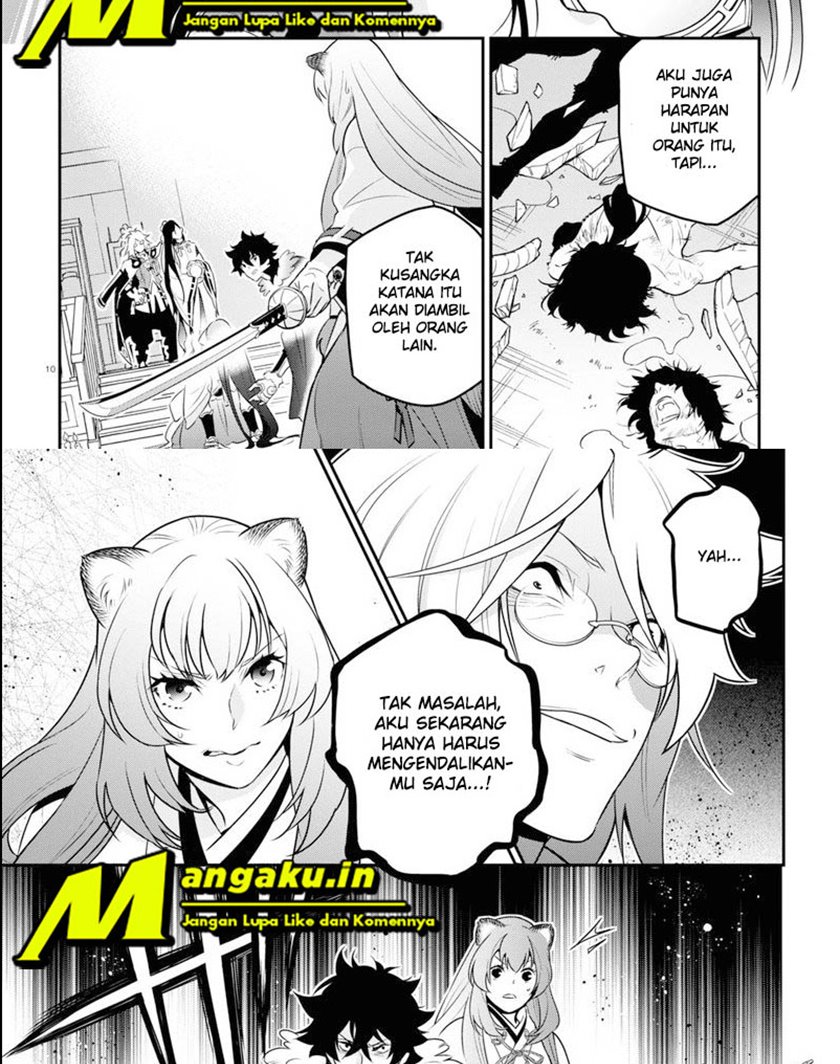 Jangan Lupa Like dan Komennya
AKU JUGA
PUNYA
HARAPAN
UNTUK
ORANG ITU,
TAPI...
TAK
KUSANGKA
KATANA ITU
AKAN DIAMBIL
OLEH ORANG
LAIN.
10
YAH...
TAK MASALAH,
AKU SEKARANG
HANYA HARUS
MENGENDALIKAN-
MU SAJA...!
Mangaku.in
Jangan Lupa Like dan Komennya